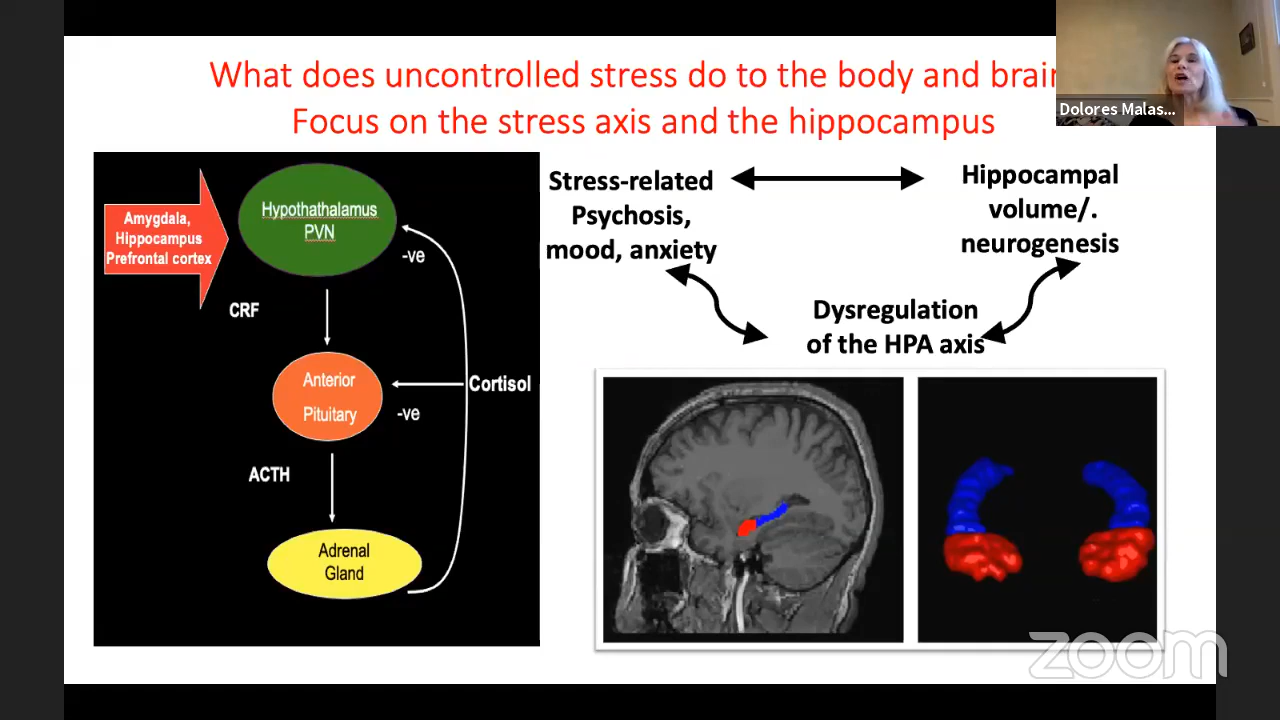 What does uncontrolled stress do to the body and brain
Focus on the stress axis and the hippocampus
Dolores Malas...
Amygdala,
Hippocampus
Prefrontal cortex
Hypothathalamus
PVN
-ve
CRF
Anterior
Pituitary
Cortisol
-ve
ACTH
Adrenal
Gland
Stress-related
Psychosis,
mood, anxiety
Hippocampal
volume/.
neurogenesis
Dysregulation
of the HPA axis
zoom